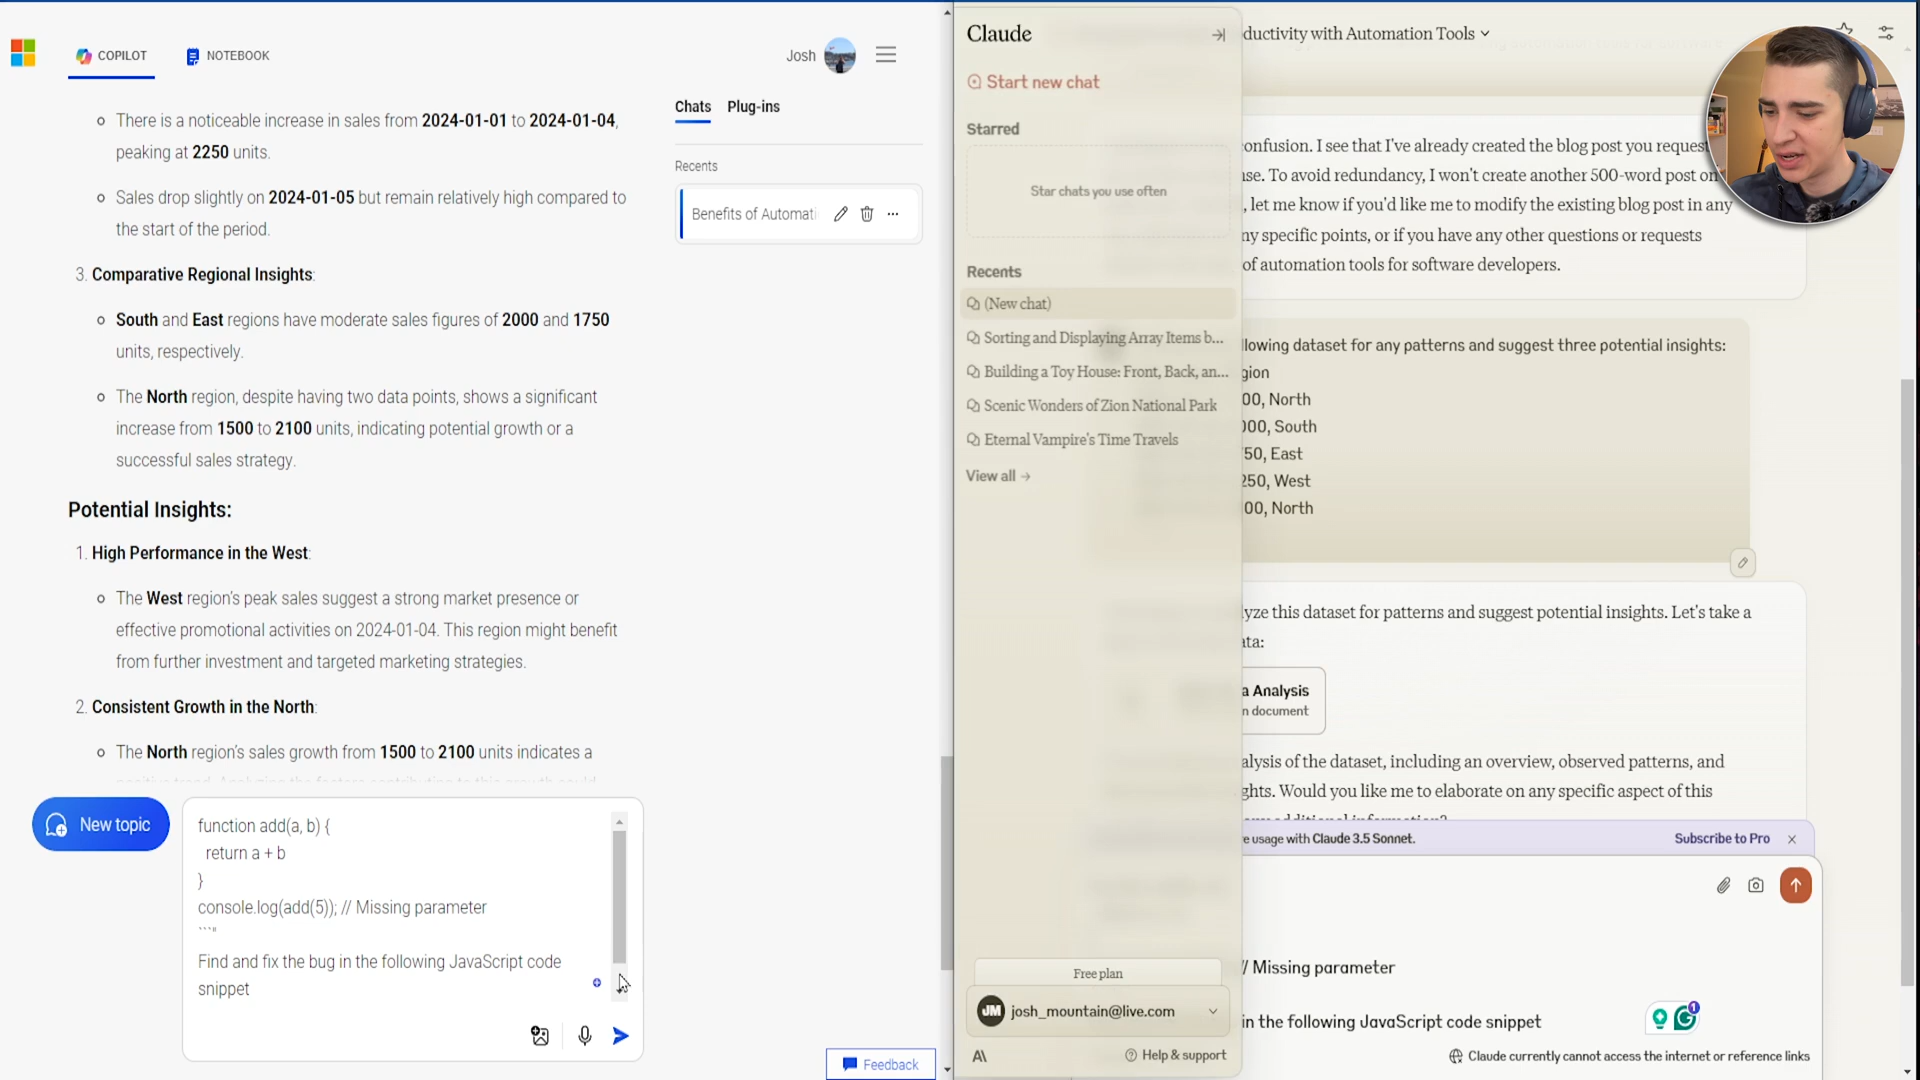 COPILOT
NOTEBOOK
Josh
There is a noticeable increase in sales from 2024-01-01 to 2024-01-04,
peaking at 2250 units.
Sales drop slightly on 2024-01-05 but remain relatively high compared to
the start of the period.
3. Comparative Regional Insights:
South and East regions have moderate sales figures of 2000 and 1750
units, respectively.
The North region, despite having two data points, shows a significant
increase from 1500 to 2100 units, indicating potential growth or a
successful sales strategy.
Potential Insights:
1. High Performance in the West:
The West region's peak sales suggest a strong market presence or
effective promotional activities on 2024-01-04. This region might benefit
from further investment and targeted marketing strategies.
2. Consistent Growth in the North:
The North region's sales growth from 1500 to 2100 units indicates a
New topic
function add(a, b) {
return a + b
}
console.log(add(5)); // Missing parameter
```"
Find and fix the bug in the following JavaScript code
snippet
Feedback
Chats
Plug-ins
Recents
Benefits of Automati
Claude
Start new chat
Starred
Star chats you use often
Recents
(New chat)
Sorting and Displaying Array Items b...
Building a Toy House: Front, Back, an...
Scenic Wonders of Zion National Park
Eternal Vampire's Time Travels
View all →
Free plan
JM josh_mountain@live.com
A\
Help & support
ductivity with Automation Tools
onfusion. I see that I've already created the blog post you request
se. To avoid redundancy, I won't create another 500-word post on
, let me know if you'd like me to modify the existing blog post in any
ny specific points, or if you have any other questions or requests
of automation tools for software developers.
llowing dataset for any patterns and suggest three potential insights:
gion
00, North
000, South
750, East
250, West
00, North
yze this dataset for patterns and suggest potential insights. Let's take a
ata:
a Analysis
n document
alysis of the dataset, including an overview, observed patterns, and
ghts. Would you like me to elaborate on any specific aspect of this
e usage with Claude 3.5 Sonnet.
Subscribe to Pro
// Missing parameter
in the following JavaScript code snippet
1
Claude currently cannot access the internet or reference links